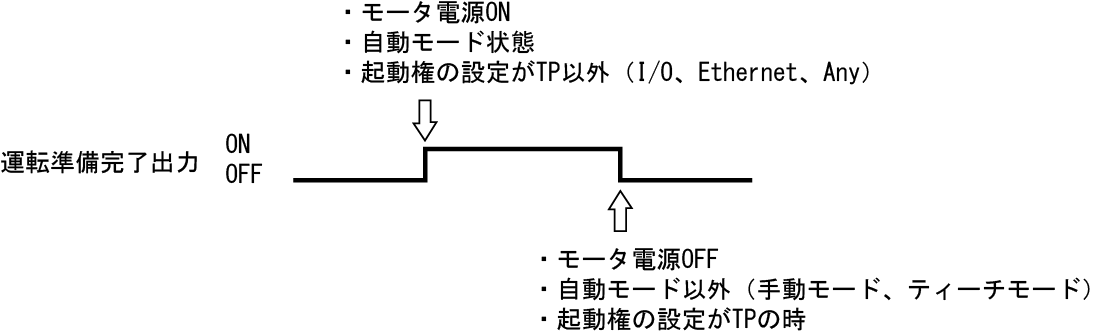 ・モータ電源ON
・自動モード状態
・起動権の設定がTP以外（I/O、Ethernet、Any）
運転準備完了出力
ON
OFF
・モータ電源OFF
・自動モード以外（手動モード、ティーチモード）
・起動権の設定がTPの時